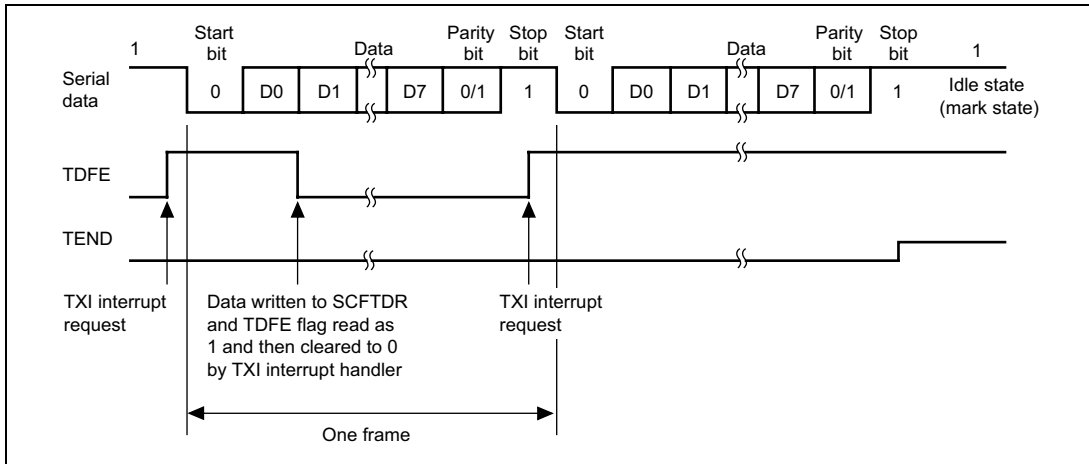 1 Start bit Data Parity bit Stop bit Start bit Data Parity bit Stop bit 1
Serial data 0 D0 D1 D7 0/1 1 0 D0 D1 D7 0/1 1 Idle state (mark state)
TDFE
TEND
TXI interrupt request
Data written to SCFTDR
and TDFE flag read as
1 and then cleared to 0
by TXI interrupt handler
TXI interrupt request
One frame